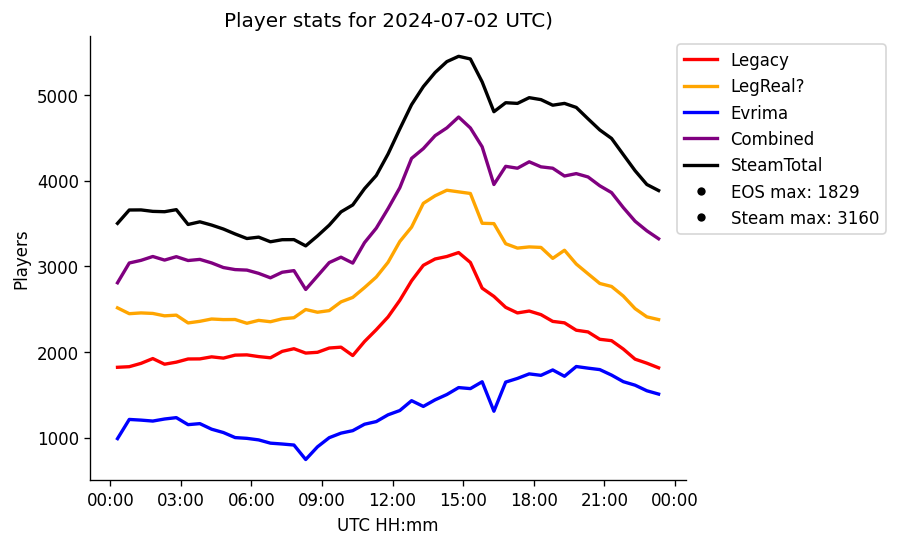 Player stats for 2024-07-02 UTC)
Legacy
LegReal?
Evrima
Combined
SteamTotal
EOS max: 1829
Steam max: 3160
Players
5000
4000
3000
2000
1000
00:00 03:00 06:00 09:00 12:00 15:00 18:00 21:00 00:00
UTC HH:mm